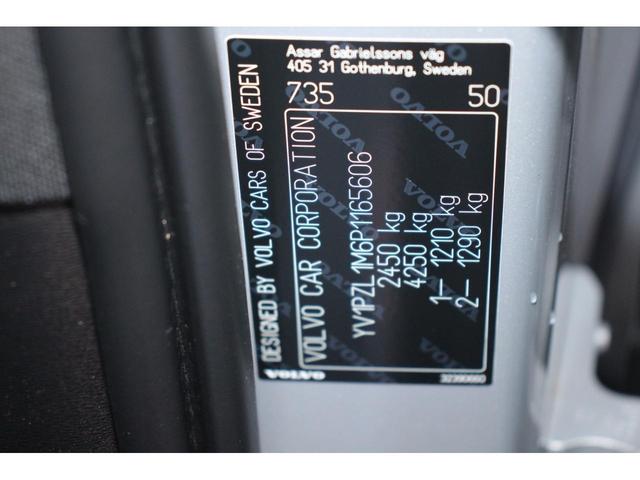 Assar Gabrielssons väg
405 31 Gothenburg, Sweden
735 50
DESIGNED BY VOLVO CARS OF SWEDEN
VOLVO CAR CORPORATION
YV1PZL1M6P1165606
2450 kg
4250 kg
1– 1210 kg
2– 1290 kg
VOLVO